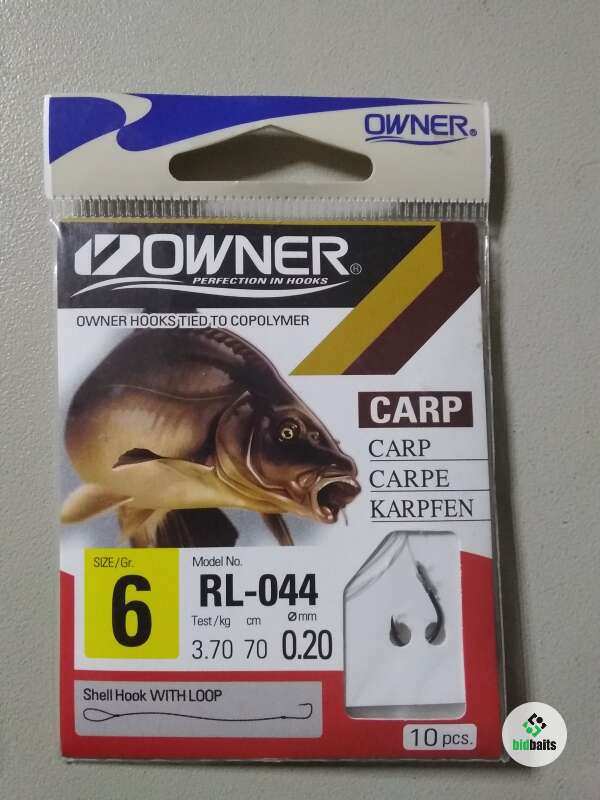 OWNER®
OWNER®
PERFECTION IN HOOKS
OWNER HOOKS TIED TO COPOLYMER
CARP
CARP
CARPE
KARPFEN
SIZE/Gr.
6
Model No.
RL-044
Test/kg cm ømm
3.70 70 0.20
Shell Hook WITH LOOP
10 pcs.
bidbaits